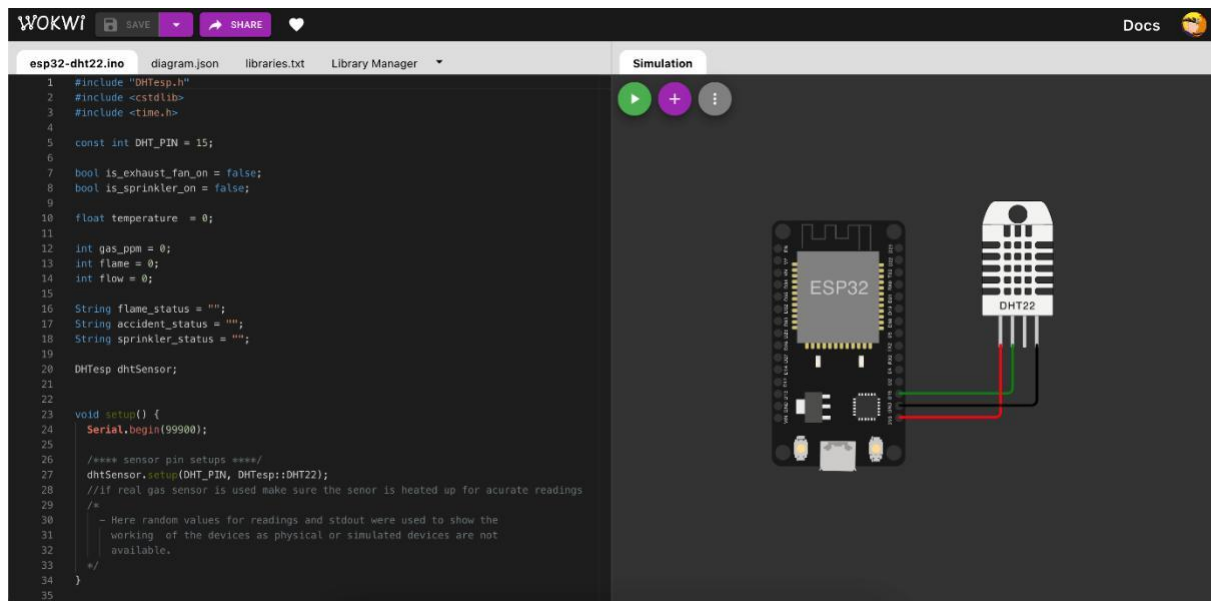 WOKWi SAVE SHARE Docs
esp32-dht22.ino diagram.json libraries.txt Library Manager
Simulation
1 #include "DHTesp.h"
2 #include <cstdlib>
3 #include <time.h>
4
5 const int DHT_PIN = 15;
6
7 bool is_exhaust_fan_on = false;
8 bool is_sprinkler_on = false;
9
10 float temperature  = 0;
11
12 int gas_ppm = 0;
13 int flame = 0;
14 int flow = 0;
15
16 String flame_status = "";
17 String accident_status = "";
18 String sprinkler_status = "";
19
20 DHTesp dhtSensor;
21
22
23 void setup() {
24 Serial.begin(99900);
25
26 /**** sensor pin setups ****/
27 dhtSensor.setup(DHT_PIN, DHTesp::DHT22);
28 //if real gas sensor is used make sure the senor is heated up for acurate readings
29 /*
30 - Here random values for readings and stdout were used to show the
31 working  of the devices as physical or simulated devices are not
32 available.
33 */
34 }
35
ESP32
DHT22